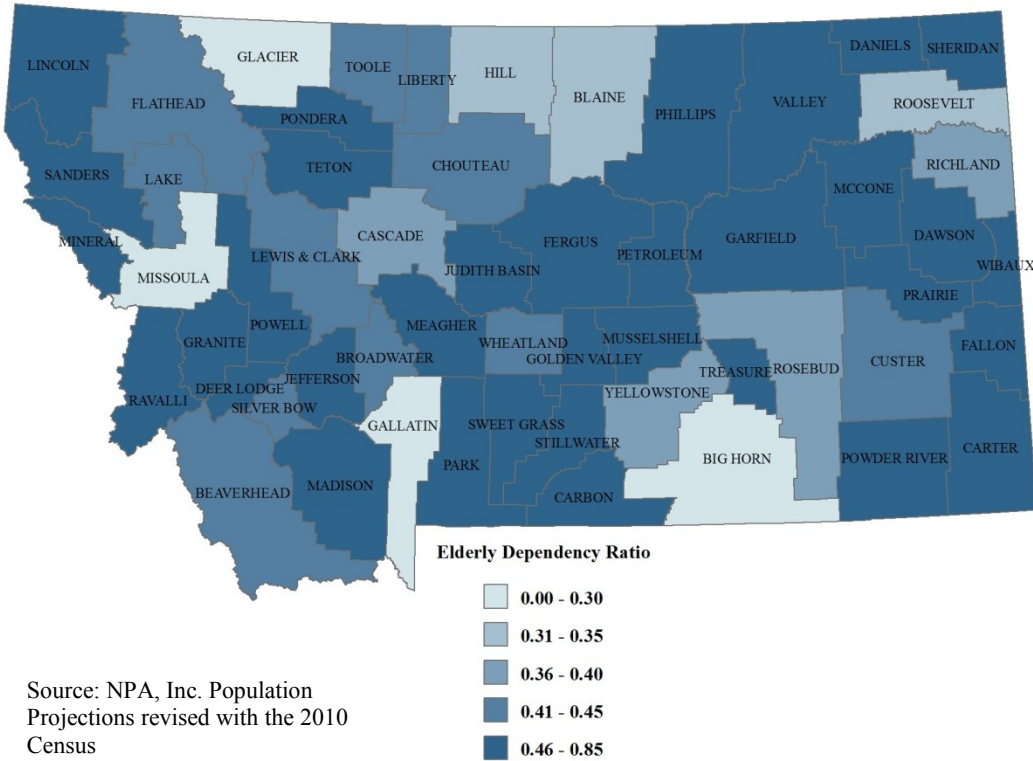 GLACIER
DANIELS
SHERIDAN
LINCOLN
TOOLE
LIBERTY
HILL
BLAINE
FLATHEAD
PHILLIPS
VALLEY
ROOSEVELT
PONDERA
RICHLAND
TETON
CHOUTEAU
SANDERS
LAKE
MCCONE
CASCADE
DAWSON
MINERAL
LEWIS & CLARK
FERGUS
PETROLEUM
GARFIELD
WIBAUX
MISSOULA
JUDITH BASIN
PRAIRIE
POWELL
MEAGHER
GRANITE
WHEATLAND
MUSSELSHELL
BROADWATER
GOLDEN VALLEY
CUSTER
FALLON
TREASURE
ROSEBUD
DEER LODGE
JEFFERSON
RAVALLI
SILVER BOW
YELLOWSTONE
GALLATIN
SWEET GRASS
STILLWATER
CARTER
PARK
BIG HORN
POWDER RIVER
BEAVERHEAD
MADISON
CARBON
Elderly Dependency Ratio
0.00 - 0.30
0.31 - 0.35
0.36 - 0.40
0.41 - 0.45
0.46 - 0.85
Source: NPA, Inc. Population
Projections revised with the 2010
Census